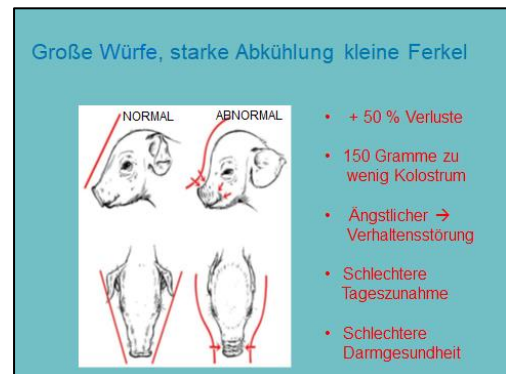 Große Würfe, starke Abkühlung kleine Ferkel
NORMAL
ABNORMAL
• + 50 % Verluste
• 150 Gramme zu
wenig Kolostrum
• Ängstlicher →
Verhaltensstörung
• Schlechtere
Tageszunahme
• Schlechtere
Darmgesundheit